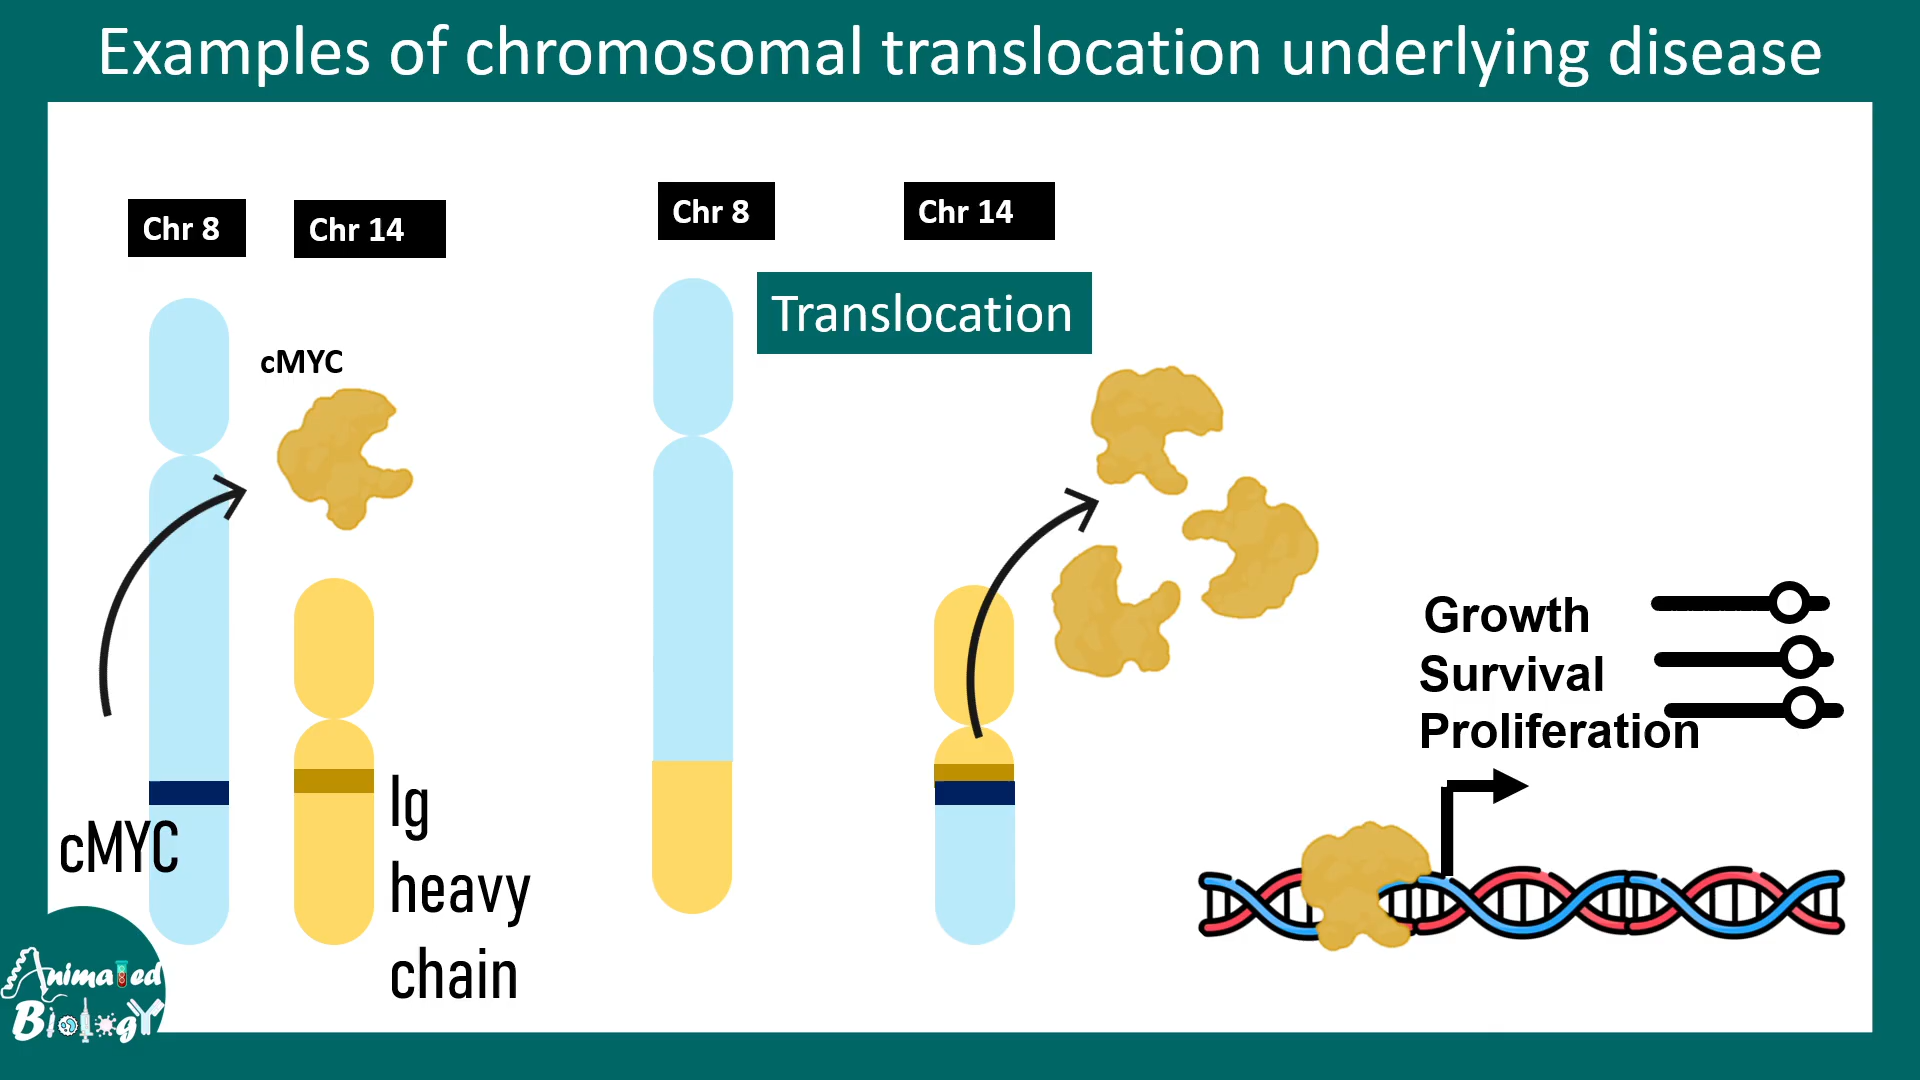 Examples of chromosomal translocation underlying disease
Chr 8
Chr 14
Chr 8
Chr 14
Translocation
cMYC
Growth
Survival
Proliferation
cMYC
Ig
heavy
chain
Animated
Biology